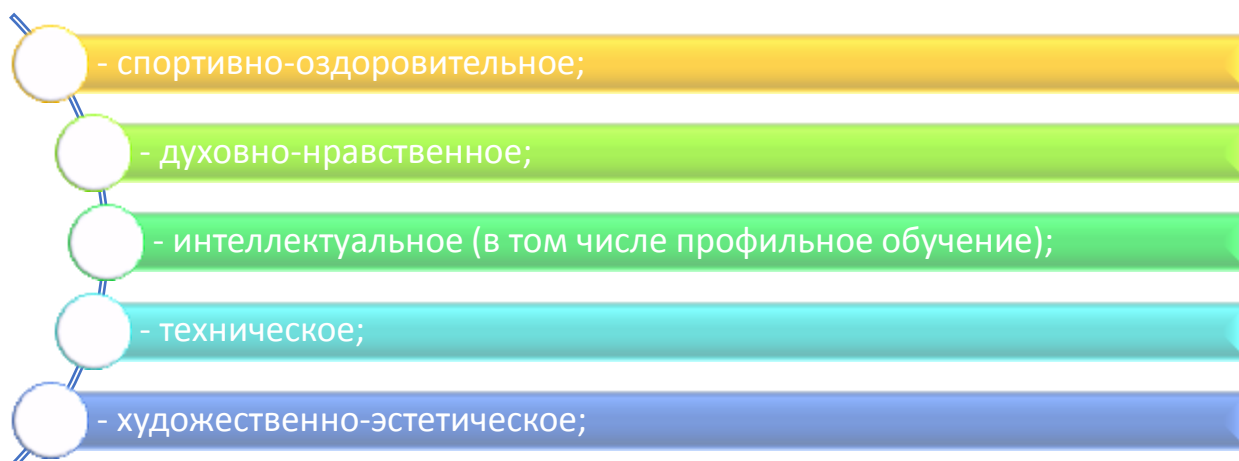 - спортивно-оздоровительное;
- духовно-нравственное;
- интеллектуальное (в том числе профильное обучение);
- техническое;
- художественно-эстетическое;